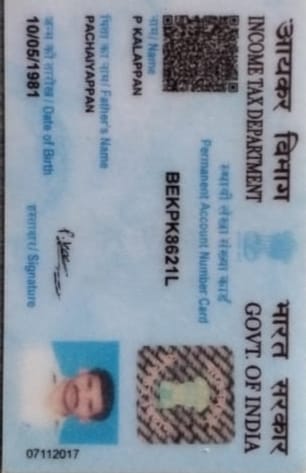 आयकर विभाग भारत सरकार
INCOME TAX DEPARTMENT GOVT. OF INDIA
स्थायी लेखा संख्या कार्ड
Permanent Account Number Card
BEKPK8621L
नाम / Name
P KALAPPAN
पिता का नाम / Father's Name
PACHAIYAPPAN
जन्म की तारीख / Date of Birth
10/05/1981
हस्ताक्षर / Signature
07112017